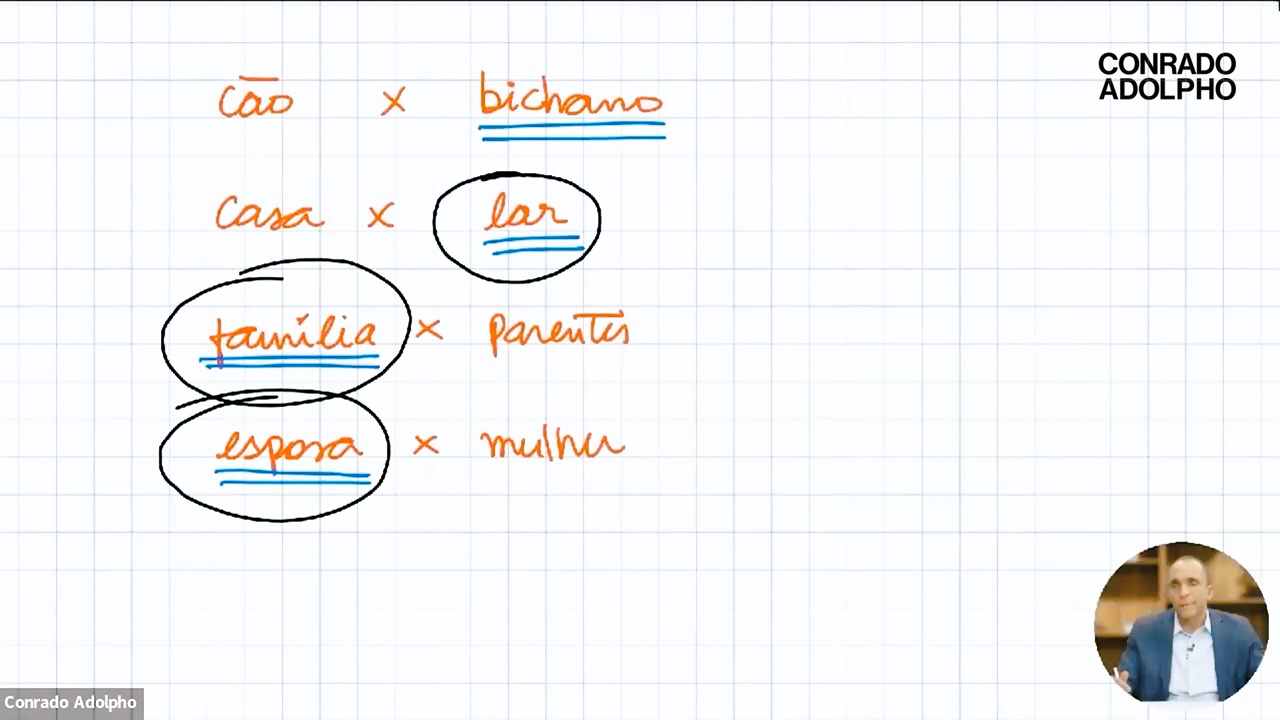 CONRADO
ADOLPHO
cão x bichano
casa x lar
família x parentes
esposa x mulher
Conrado Adolpho